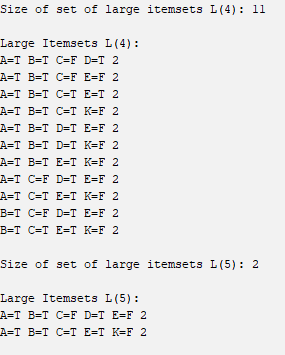 Size of set of large itemsets L(4): 11
Large Itemsets L(4):
A=T B=T C=F D=T 2
A=T B=T C=F E=F 2
A=T B=T C=T E=T 2
A=T B=T C=T K=F 2
A=T B=T D=T E=F 2
A=T B=T D=T K=F 2
A=T B=T E=T K=F 2
A=T C=F D=T E=F 2
A=T C=T E=T K=F 2
B=T C=F D=T E=F 2
B=T C=T E=T K=F 2
Size of set of large itemsets L(5): 2
Large Itemsets L(5):
A=T B=T C=F D=T E=F 2
A=T B=T C=T E=T K=F 2